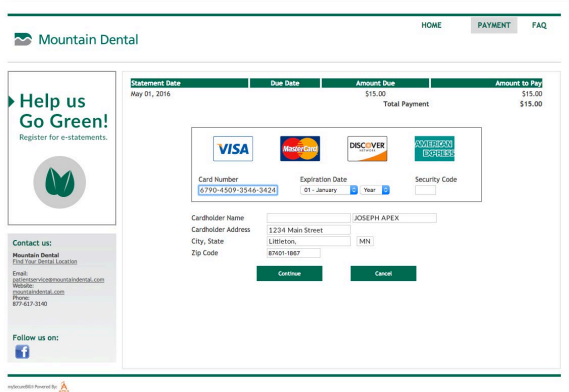 HOME PAYMENT FAQ
Mountain Dental
Help us
Go Green!
Register for e-statements.
Contact us:
Mountain Dental
Find Your Dental Location
Email:
patientservice@mountaindental.com
Website:
mountaindental.com
Phone:
877-617-3140
Follow us on:
f
Statement Date Due Date Amount Due Amount to Pay
May 01, 2016 $15.00 $15.00
Total Payment $15.00
VISA MasterCard DISCOVER NETWORK AMERICAN EXPRESS
Card Number Expiration Date Security Code
6790-4509-3546-3424 01 - January Year
Cardholder Name JOSEPH APEX
Cardholder Address 1234 Main Street
City, State Littleton, MN
Zip Code 87401-1867
Continue Cancel
mySecureBill Powered By: